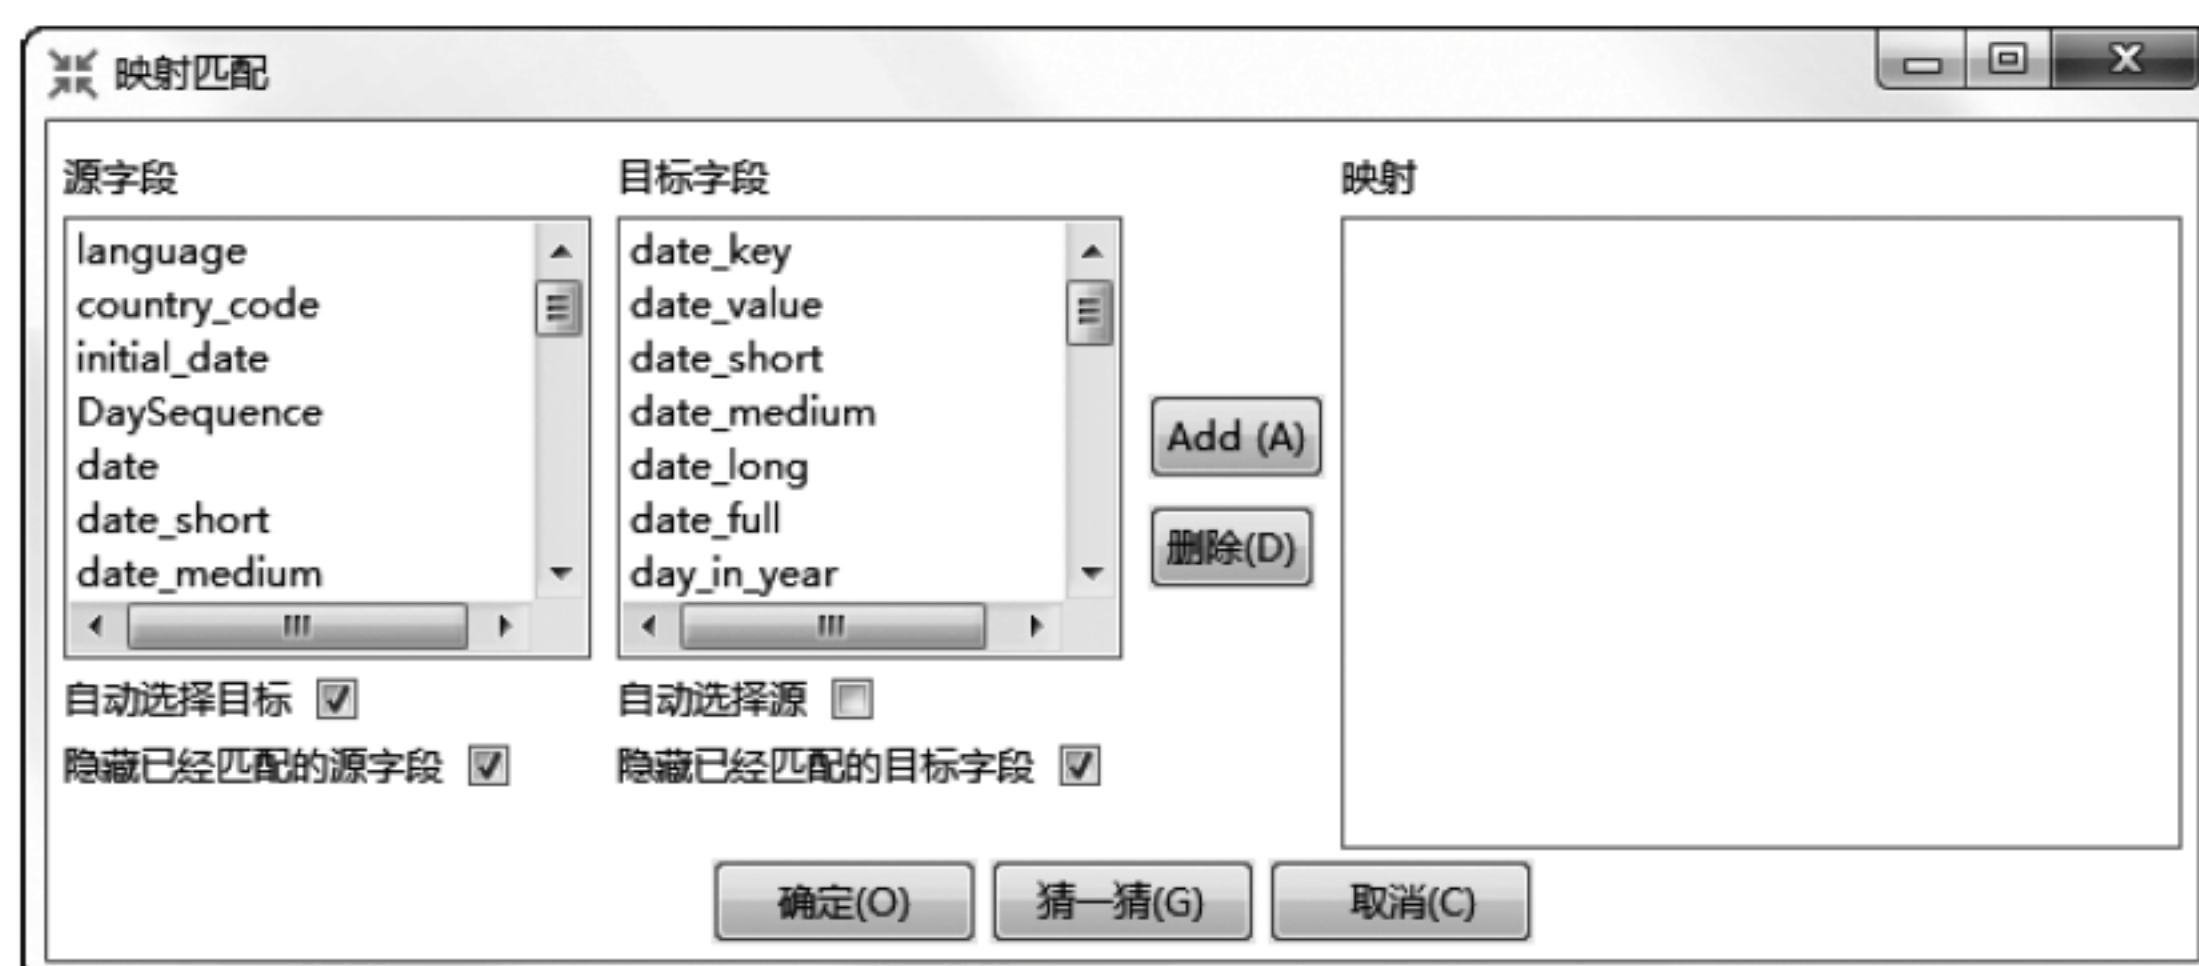 映射匹配
源字段
language
country_code
initial_date
DaySequence
date
date_short
date_medium
自动选择目标
隐藏已经匹配的源字段
目标字段
date_key
date_value
date_short
date_medium
date_long
date_full
day_in_year
自动选择源
隐藏已经匹配的目标字段
Add (A)
删除(D)
映射
确定(O)
猜一猜(G)
取消(C)